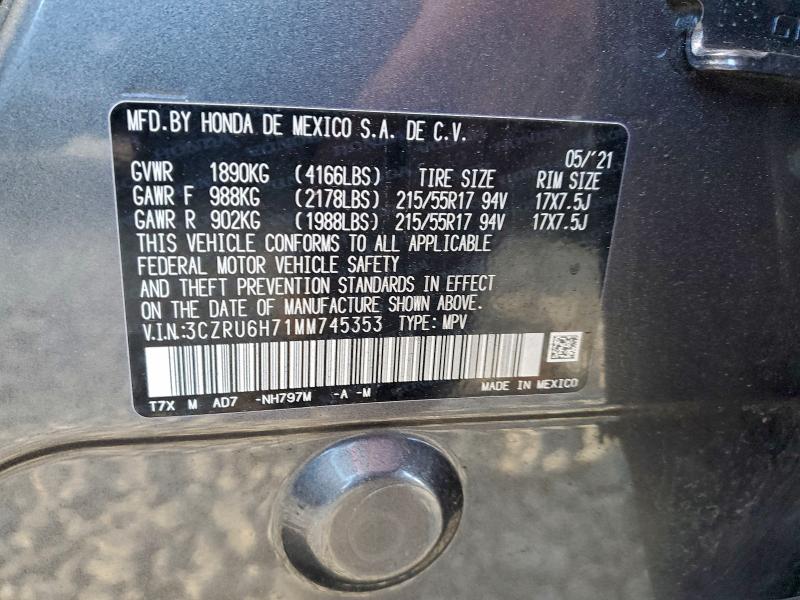 MFD.BY HONDA DE MEXICO S.A. DE C.V.
05/'21
GVWR 1890KG (4166LBS) TIRE SIZE RIM SIZE
GAWR F 988KG (2178LBS) 215/55R17 94V 17X7.5J
GAWR R 902KG (1988LBS) 215/55R17 94V 17X7.5J
THIS VEHICLE CONFORMS TO ALL APPLICABLE
FEDERAL MOTOR VEHICLE SAFETY
AND THEFT PREVENTION STANDARDS IN EFFECT
ON THE DATE OF MANUFACTURE SHOWN ABOVE.
V.I.N.:3CZRU6H71MM745353 TYPE: MPV
T7X M AD7 -NH797M -A -M MADE IN MEXICO